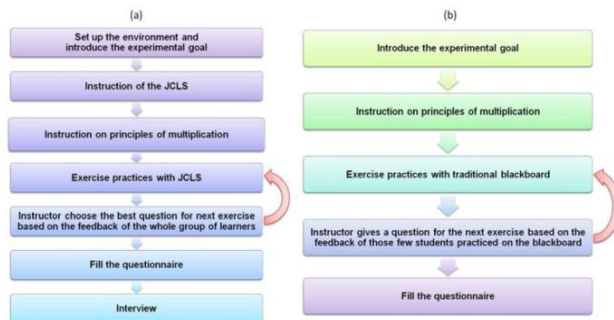 (a)
Set up the environment and
introduce the experimental goal
Instruction of the JCLS
Instruction on principles of multiplication
Exercise practices with JCLS
Instructor choose the best question for next exercise
based on the feedback of the whole group of learners
Fill the questionnaire
Interview
(b)
Introduce the experimental goal
Instruction on principles of multiplication
Exercise practices with traditional blackboard
Instructor gives a question for the next exercise based on the
feedback of those few students practiced on the blackboard
Fill the questionnaire